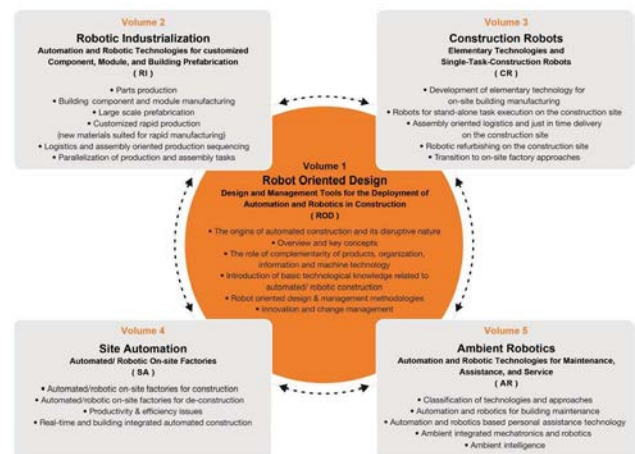 Volume 2
Robotic Industrialization
Automation and Robotic Technologies for customized
Component, Module, and Building Prefabrication
( RI )
• Parts production
• Building component and module manufacturing
• Large scale prefabrication
• Customized rapid production
(new materials suited for rapid manufacturing)
• Logistics and assembly oriented production sequencing
• Parallelization of production and assembly tasks
Volume 3
Construction Robots
Elementary Technologies and
Single-Task-Construction Robots
( CR )
• Development of elementary technology for
on-site building manufacturing
• Robots for stand-alone task execution on the construction site
• Assembly oriented logistics and just in time delivery
on the construction site
• Robotic refurbishing on the construction site
• Transition to on-site factory approaches
Volume 1
Robot Oriented Design
Design and Management Tools for the Deployment of
Automation and Robotics in Construction
( ROD )
• The origins of automated construction and its disruptive nature
• Overview and key concepts
• The role of complementarity of products, organization,
information and machine technology
• Introduction of basic technological knowledge related to
automated/ robotic construction
• Robot oriented design & management methodologies
• Innovation and change management
Volume 4
Site Automation
Automated/ Robotic On-site Factories
( SA )
• Automated/robotic on-site factories for construction
• Automated/robotic on-site factories for de-construction
• Productivity & efficiency issues
• Real-time and building integrated automated construction
Volume 5
Ambient Robotics
Automation and Robotic Technologies for Maintenance,
Assistance, and Service
( AR )
• Classification of technologies and approaches
• Automation and robotics for building maintenance
• Automation and robotics based personal assistance technology
• Ambient integrated mechatronics and robotics
• Ambient intelligence